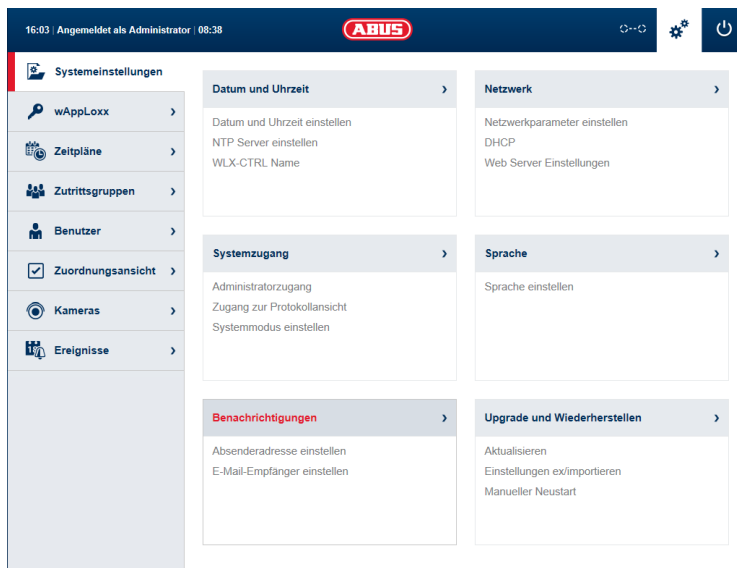 16:03 | Angemeldet als Administrator | 08:38
ABUS
Systemeinstellungen
wAppLoxx
Zeitpläne
Zutrittsgruppen
Benutzer
Zuordnungsansicht
Kameras
Ereignisse
Datum und Uhrzeit
Datum und Uhrzeit einstellen
NTP Server einstellen
WLX-CTRL Name
Netzwerk
Netzwerkparameter einstellen
DHCP
Web Server Einstellungen
Systemzugang
Administratorzugang
Zugang zur Protokollansicht
Systemmodus einstellen
Sprache
Sprache einstellen
Benachrichtigungen
Absenderadresse einstellen
E-Mail-Empfänger einstellen
Upgrade und Wiederherstellen
Aktualisieren
Einstellungen ex/importieren
Manueller Neustart